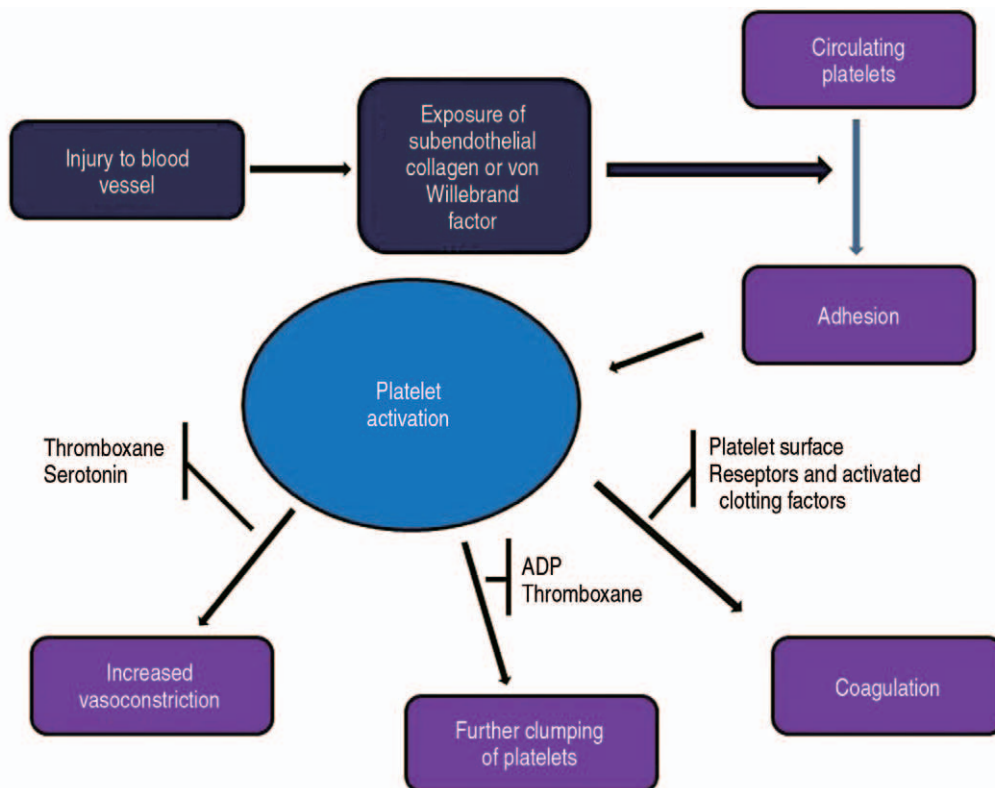 Circulating
platelets
Injury to blood
vessel
Exposure of
subendothelial
collagen or von
Willebrand
factor
Adhesion
Platelet
activation
Thromboxane
Serotonin
Platelet surface
Reseptors and activated
clotting factors
ADP
Thromboxane
Increased
vasoconstriction
Further clumping
of platelets
Coagulation